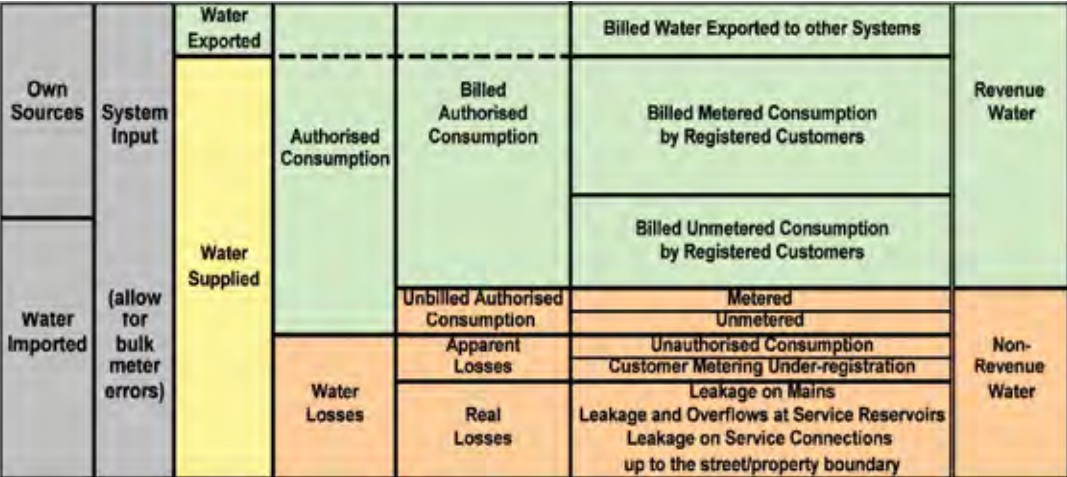 Own
Sources
Water
Imported
System
Input
(allow
for
bulk
meter
errors)
Water
Exported
Water
Supplied
Authorised
Consumption
Water
Losses
Billed
Authorised
Consumption
Unbilled Authorised
Consumption
Apparent
Losses
Real
Losses
Billed Water Exported to other Systems
Billed Metered Consumption
by Registered Customers
Billed Unmetered Consumption
by Registered Customers
Metered
Unmetered
Unauthorised Consumption
Customer Metering Under-registration
Leakage on Mains
Leakage and Overflows at Service Reservoirs
Leakage on Service Connections
up to the street/property boundary
Revenue
Water
Non-
Revenue
Water